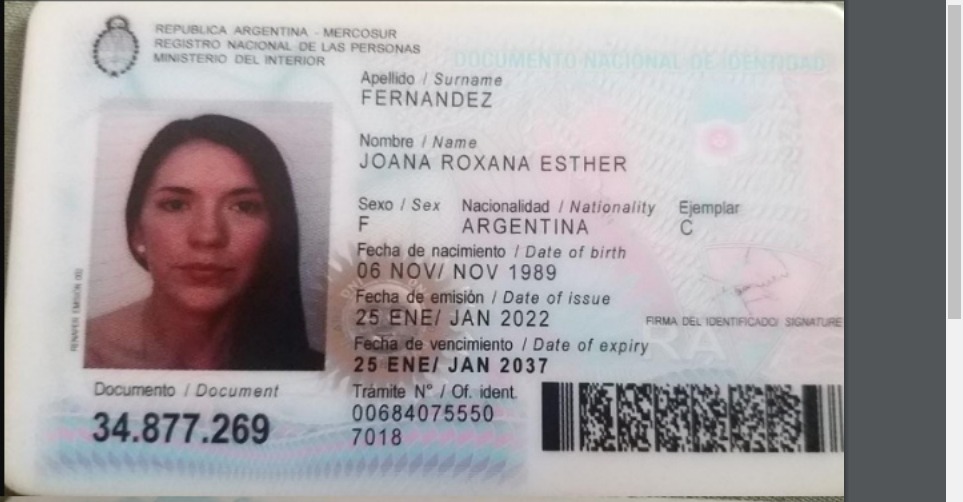 REPUBLICA ARGENTINA - MERCOSUR
REGISTRO NACIONAL DE LAS PERSONAS
MINISTERIO DEL INTERIOR
DOCUMENTO NACIONAL DE IDENTIDAD
Apellido / Surname
FERNANDEZ
Nombre / Name
JOANA ROXANA ESTHER
Sexo / Sex Nacionalidad / Nationality Ejemplar
F ARGENTINA C
Fecha de nacimiento / Date of birth
06 NOV/ NOV 1989
Fecha de emisión / Date of issue
25 ENE/ JAN 2022
FIRMA DEL IDENTIFICADO/ SIGNATURE
Fecha de vencimiento / Date of expiry
25 ENE/ JAN 2037
Documento / Document
34.877.269
Trámite N° / Of. ident.
00684075550
7018